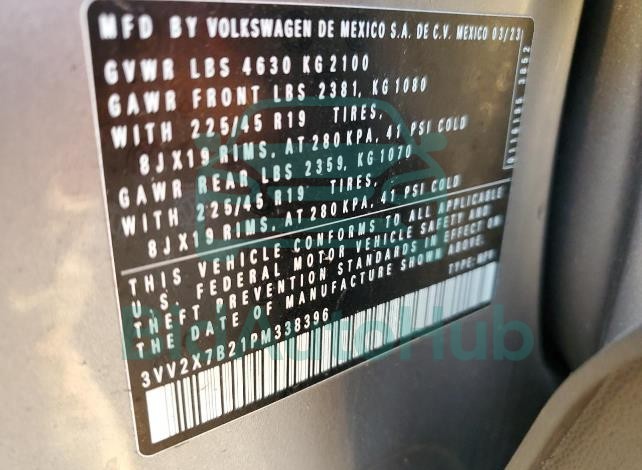 MFD BY VOLKSWAGEN DE MEXICO S.A. DE C.V. MEXICO 03/23
GVWR LBS 4630 KG 2100
GAWR FRONT LBS 2381, KG 1080
WITH 225/45 R19 TIRES,
8JX19 RIMS, AT 280 KPA, 41 PSI COLD
GAWR REAR LBS 2359, KG 1070
WITH 225/45 R19 TIRES,
8JX19 RIMS, AT 280 KPA, 41 PSI COLD
THIS VEHICLE CONFORMS TO ALL APPLICABLE
U.S. FEDERAL MOTOR VEHICLE SAFETY AND
THEFT PREVENTION STANDARDS IN EFFECT ON
THE DATE OF MANUFACTURE SHOWN ABOVE.
TYPE: MPV
3VV2X7B21PM338396
BidAutoHub